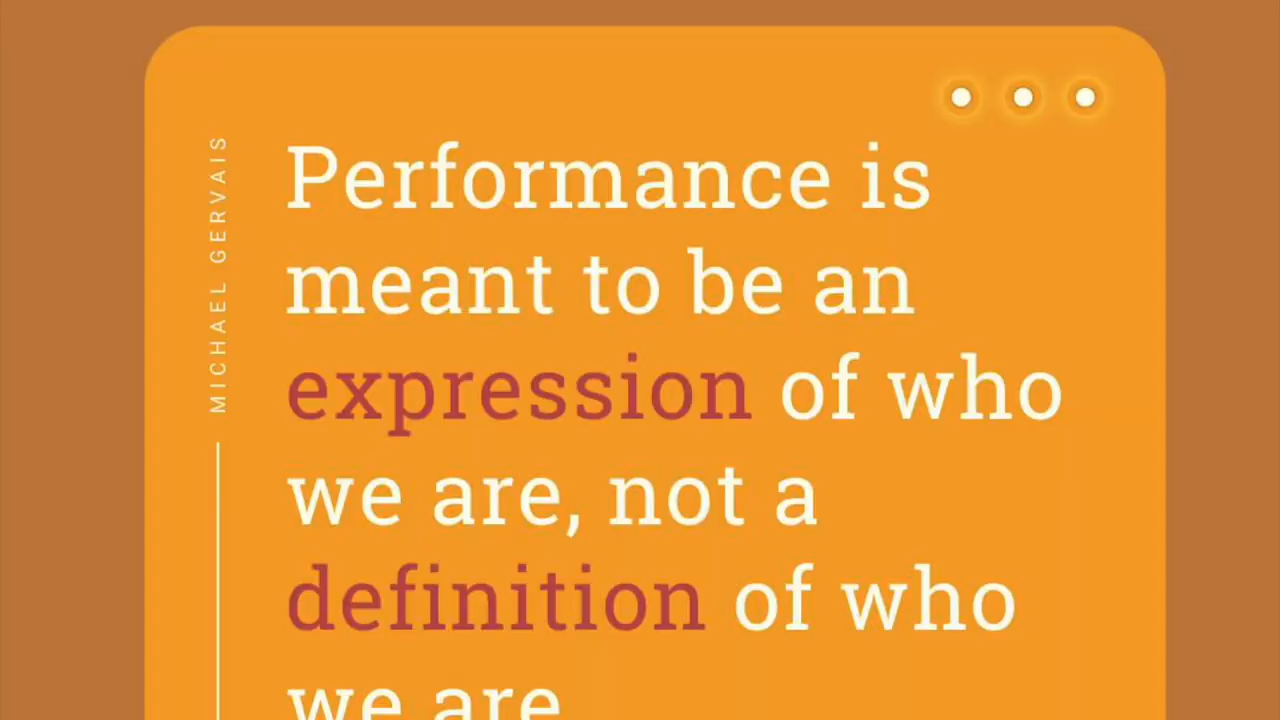 MICHAEL GERVAIS
Performance is
meant to be an
expression of who
we are, not a
definition of who
we are